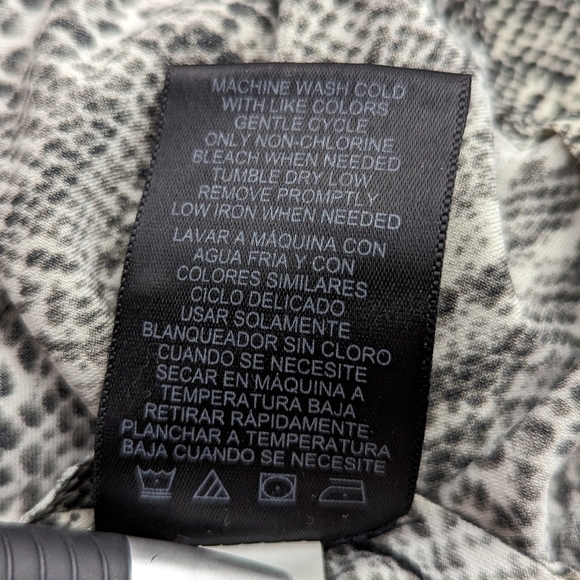 MACHINE WASH COLD
WITH LIKE COLORS
GENTLE CYCLE
ONLY NON-CHLORINE
BLEACH WHEN NEEDED
TUMBLE DRY LOW
REMOVE PROMPTLY
LOW IRON WHEN NEEDED
LAVAR A MÁQUINA CON
AGUA FRIA Y CON
COLORES SIMILARES
CICLO DELICADO
USAR SOLAMENTE
BLANQUEADOR SIN CLORO
CUANDO SE NECESITE
SECAR EN MÁQUINA A
TEMPERATURA BAJA
RETIRAR RÁPIDAMENTE
PLANCHAR A TEMPERATURA
BAJA CUANDO SE NECESITE